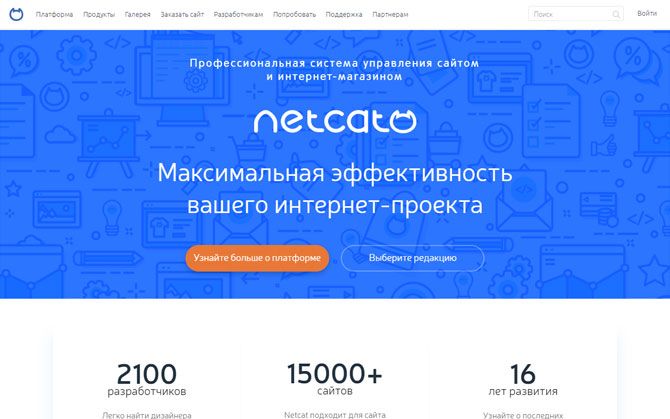 Платформа Продукты Галерея Заказать сайт Разработчикам Попробовать Поддержка Партнерам Поиск Войти
Профессиональная система управления сайтом
и интернет-магазином
netcat
Максимальная эффективность
вашего интернет-проекта
Узнайте больше о платформе Выберите редакцию
2100 15000+ 16
разработчиков сайтов лет развития
Легко найти дизайнера Netcat подходит для сайта Узнайте о последних